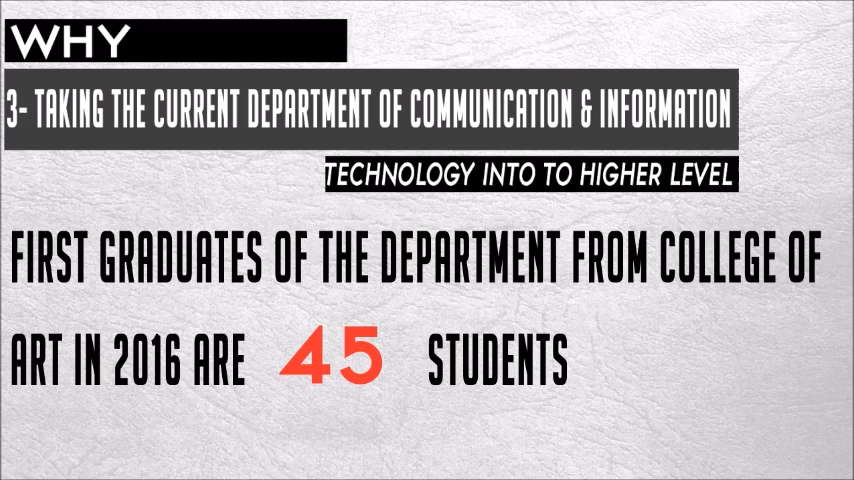 WHY
3- TAKING THE CURRENT DEPARTMENT OF COMMUNICATION & INFORMATION
TECHNOLOGY INTO TO HIGHER LEVEL
FIRST GRADUATES OF THE DEPARTMENT FROM COLLEGE OF
ART IN 2016 ARE 45 STUDENTS